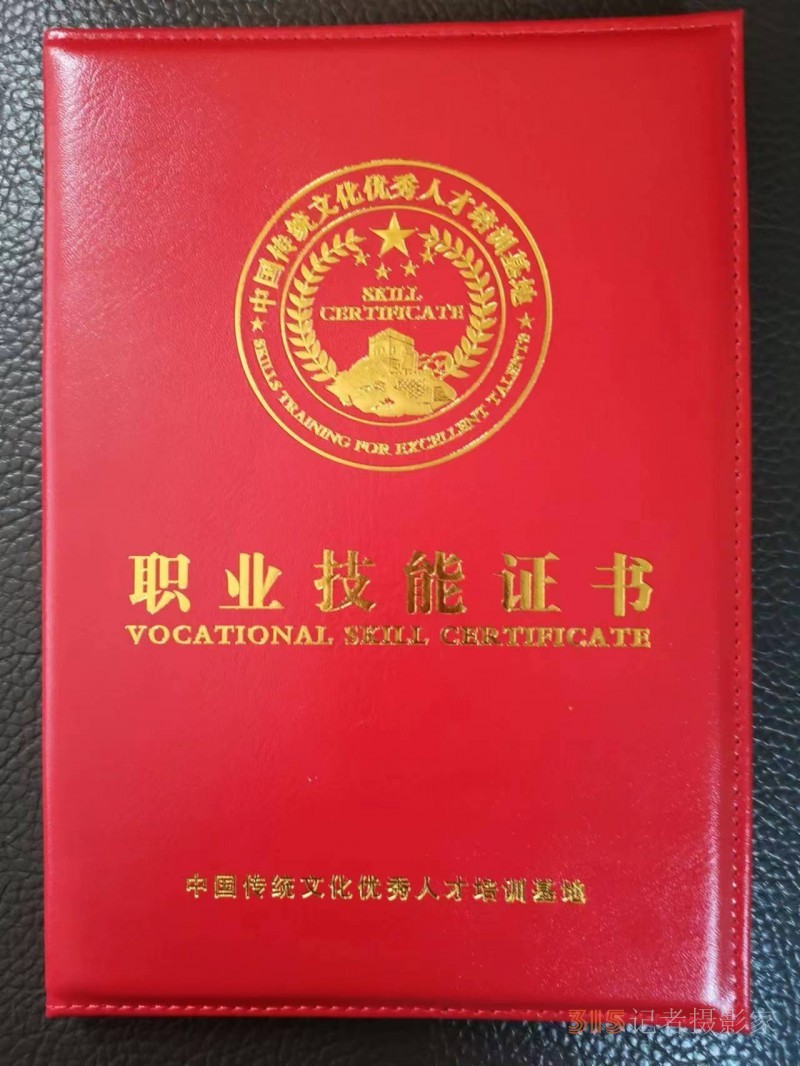 中国传统文化优秀人才培训基地
SKILL
CERTIFICATE
SKILLS TRAINING FOR EXCELLENT TALENTS
职业技能证书
VOCATIONAL SKILL CERTIFICATE
中国传统文化优秀人才培训基地
315记者摄影家